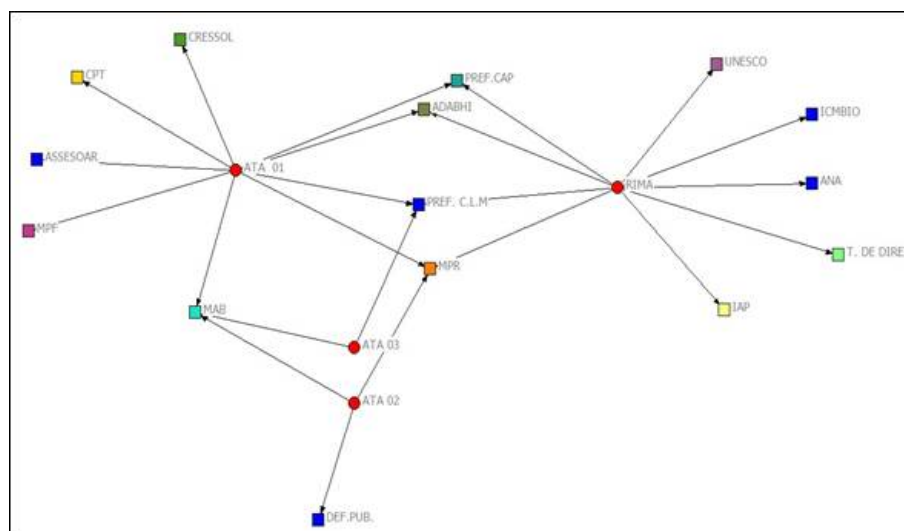 CRESSOL
UNESCO
CPT
PREF.CAP
ADABHI
ICMBIO
ASSESOAR
ATA 01
RIMA
ANA
PREF. C.L.M
MPF
T. DE DIRE
MPR
MAB
IAP
ATA 03
ATA 02
DEF.PUB.